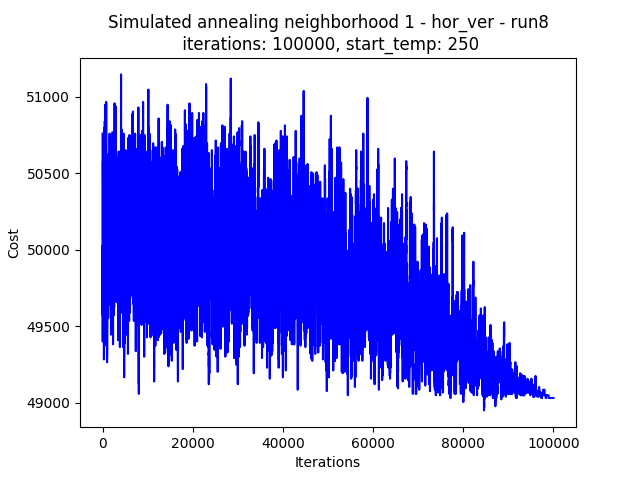 Simulated annealing neighborhood 1 - hor_ver - run8
iterations: 100000, start_temp: 250
51000
50500
50000
49500
49000
Cost
0
20000
40000
60000
80000
100000
Iterations